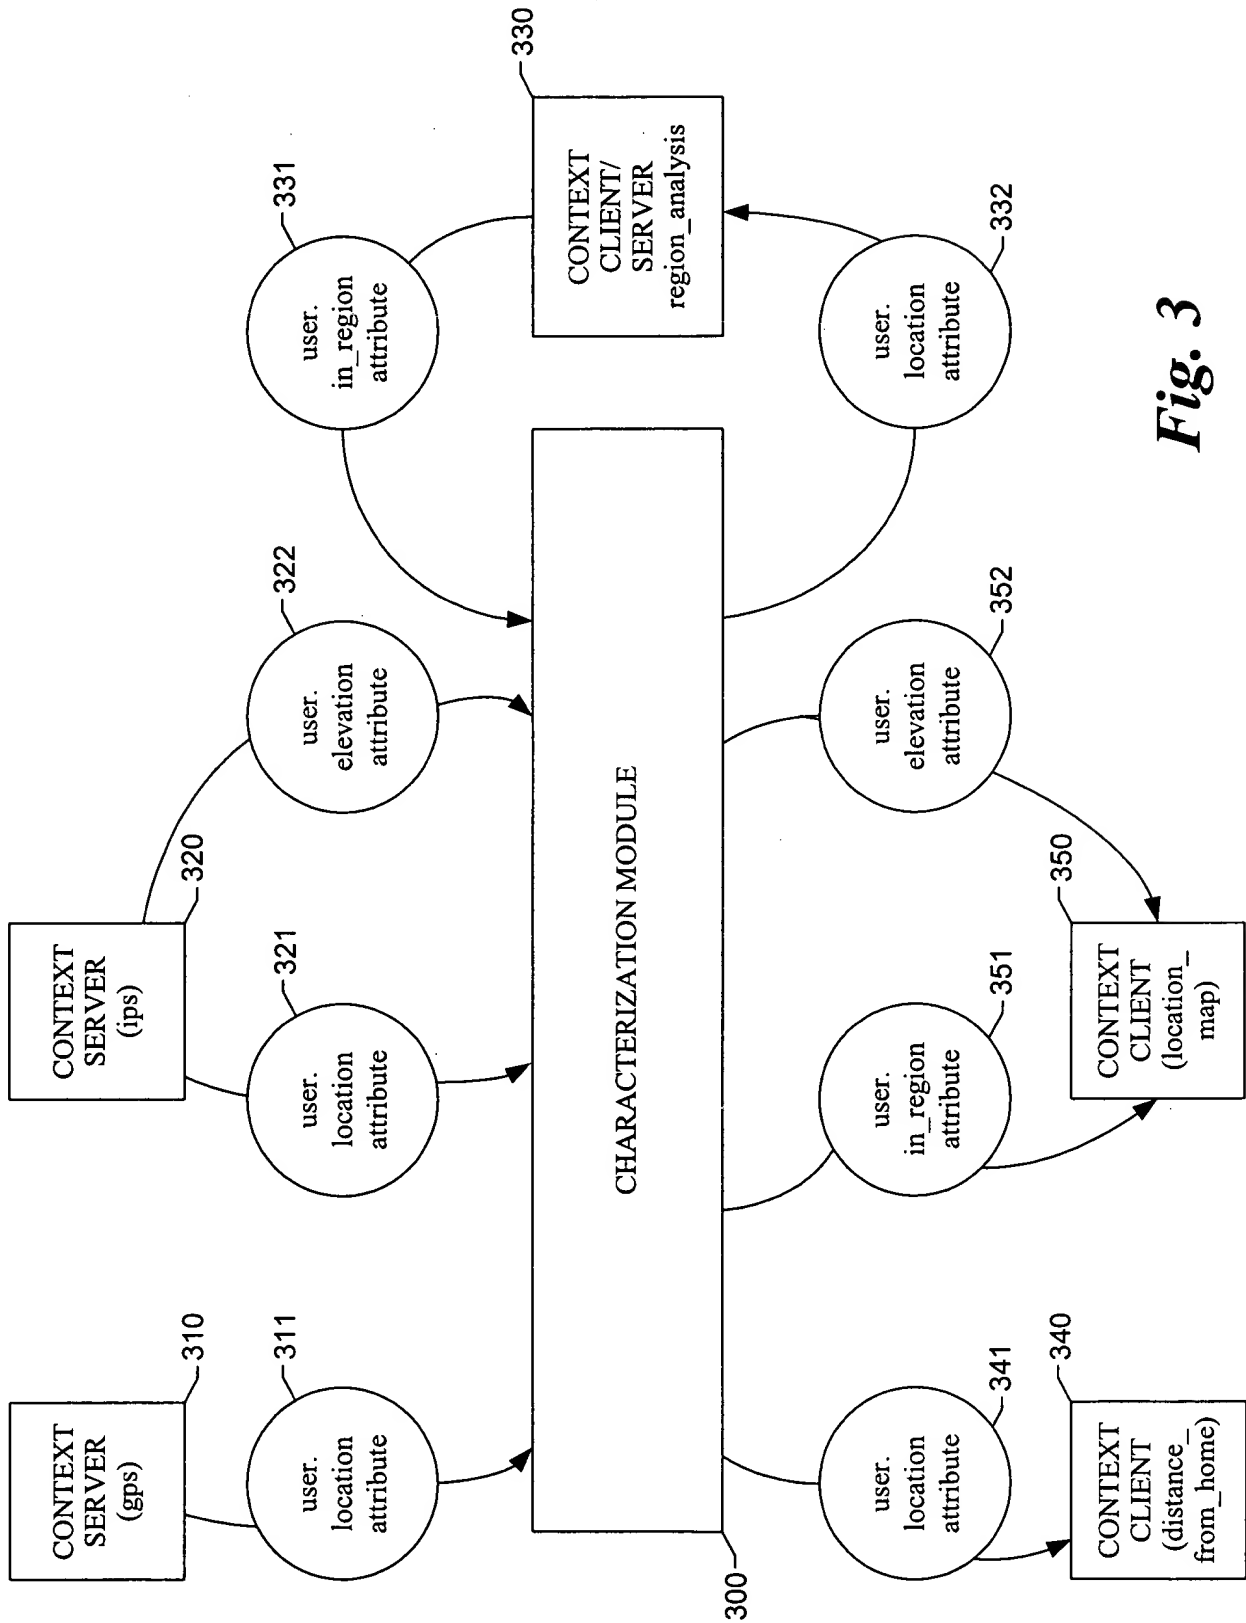 CONTEXT
SERVER
(gps)
310
311
user.
location
attribute
CONTEXT
SERVER
(ips)
320
321
user.
location
attribute
322
user.
elevation
attribute
331
user.
in_region
attribute
330
CONTEXT
CLIENT/
SERVER
region_analysis
CHARACTERIZATION MODULE
300
user.
location
attribute
341
340
CONTEXT
CLIENT
(distance_
from_home)
user.
in_region
attribute
351
user.
elevation
attribute
352
350
CONTEXT
CLIENT
(location_
map)
user.
location
attribute
332
Fig. 3